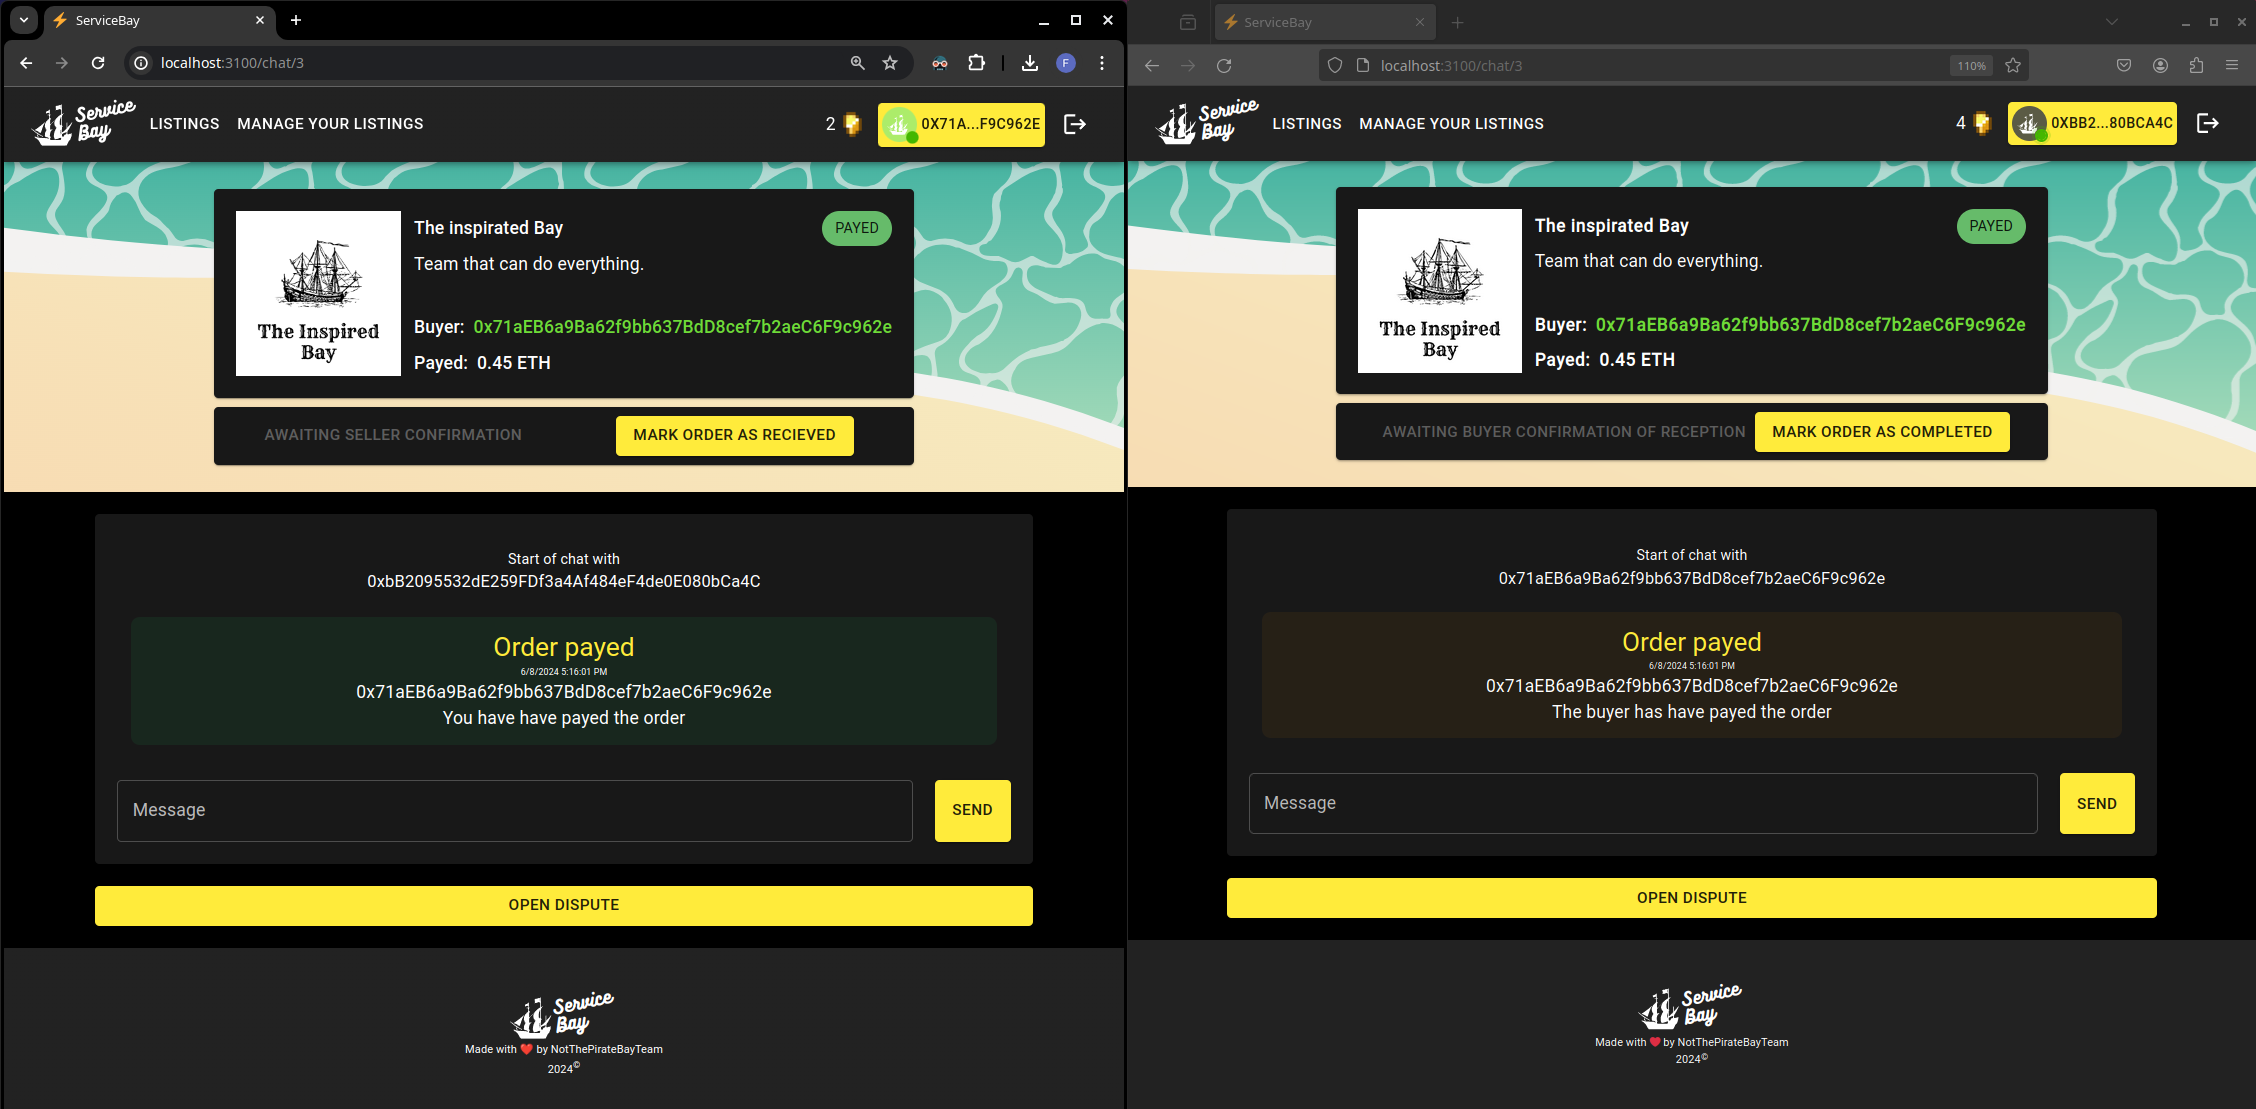 ServiceBay
localhost:3100/chat/3
F
Service Bay
LISTINGS
MANAGE YOUR LISTINGS
2
0X71A...F9C962E
The inspirated Bay
PAYED
Team that can do everything.
The Inspired
Bay
Buyer: 0x71aEB6a9Ba62f9bb637BdD8cef7b2aeC6F9c962e
Payed: 0.45 ETH
AWAITING SELLER CONFIRMATION
MARK ORDER AS RECIEVED
Start of chat with
0xbB2095532dE259FDf3a4Af484eF4de0E080bCa4C
Order payed
6/8/2024 5:16:01 PM
0x71aEB6a9Ba62f9bb637BdD8cef7b2aeC6F9c962e
You have have payed the order
Message
SEND
OPEN DISPUTE
Service Bay
Made with ❤️ by NotThePirateBayTeam
2024©
ServiceBay
localhost:3100/chat/3
110%
Service Bay
LISTINGS
MANAGE YOUR LISTINGS
4
0XBB2...80BCA4C
The inspirated Bay
PAYED
Team that can do everything.
The Inspired
Bay
Buyer: 0x71aEB6a9Ba62f9bb637BdD8cef7b2aeC6F9c962e
Payed: 0.45 ETH
AWAITING BUYER CONFIRMATION OF RECEPTION
MARK ORDER AS COMPLETED
Start of chat with
0x71aEB6a9Ba62f9bb637BdD8cef7b2aeC6F9c962e
Order payed
6/8/2024 5:16:01 PM
0x71aEB6a9Ba62f9bb637BdD8cef7b2aeC6F9c962e
The buyer has have payed the order
Message
SEND
OPEN DISPUTE
Service Bay
Made with ❤️ by NotThePirateBayTeam
2024©